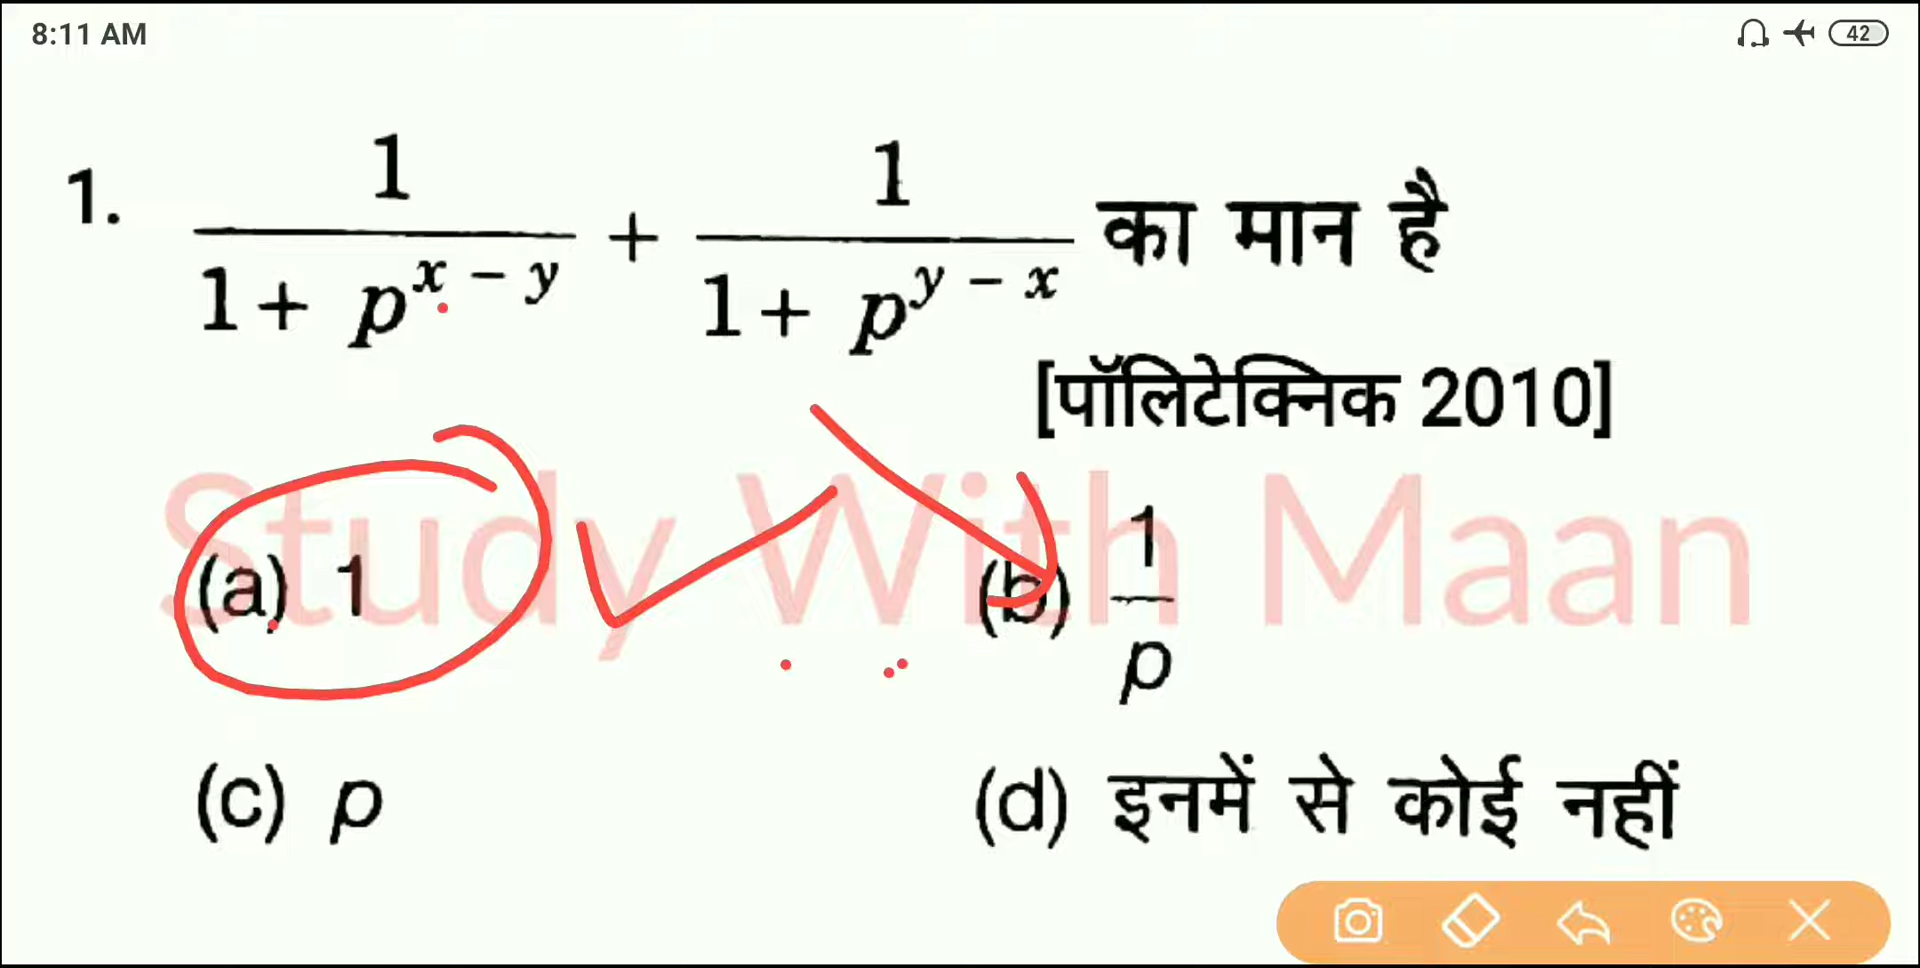 8:11 AM
42
1. 1/(1 + p^(x - y)) + 1/(1 + p^(y - x)) का मान है
[पॉलिटेक्निक 2010]
Study With Maan
(a) 1
(b) 1/p
(c) p
(d) इनमें से कोई नहीं